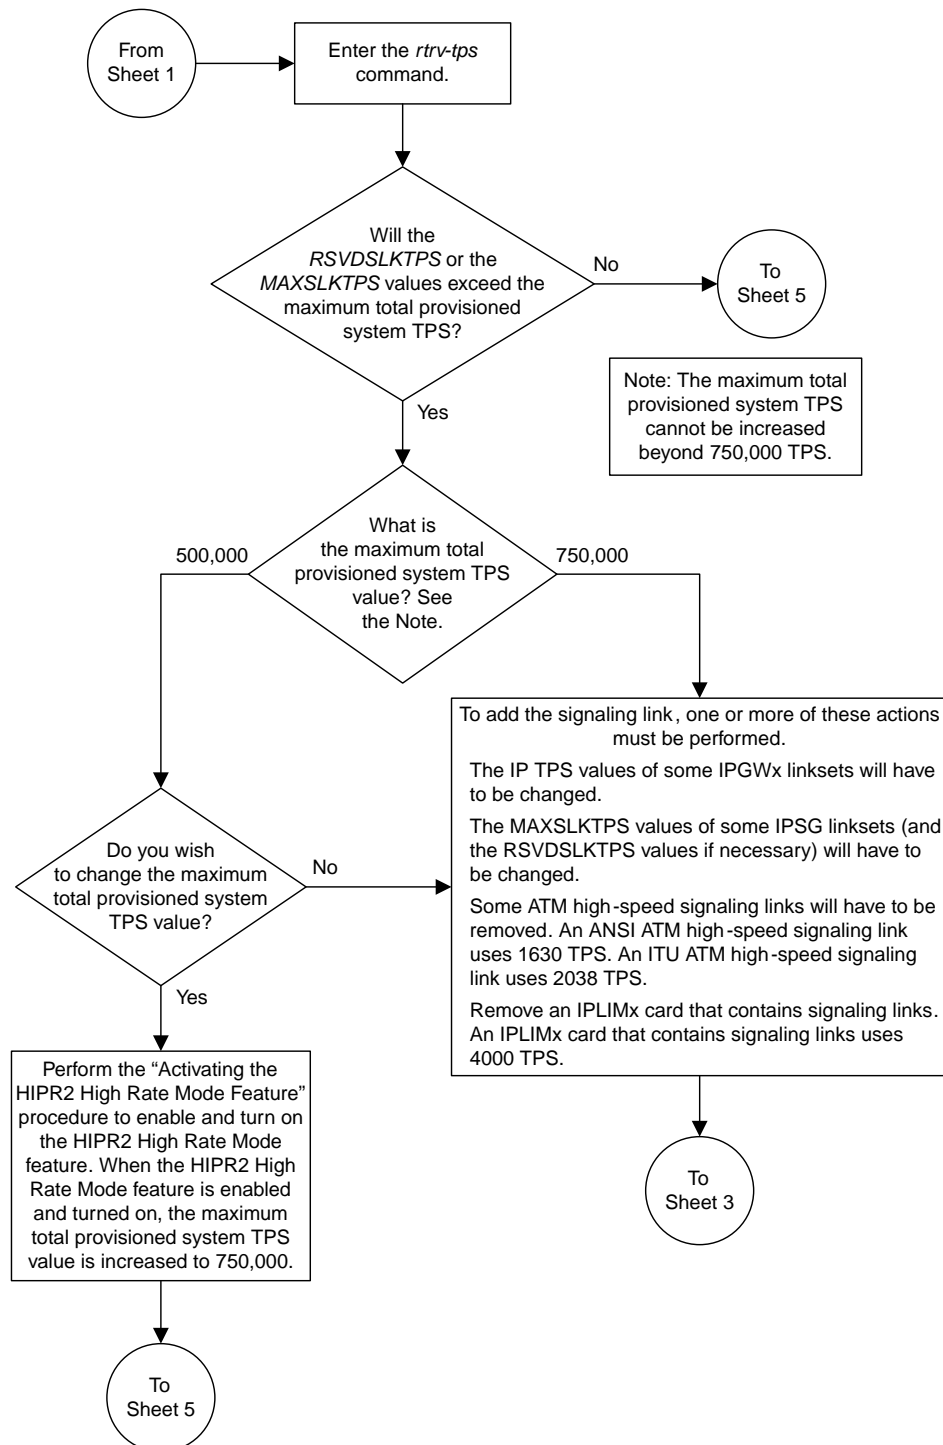 From
Sheet 1
Enter the rtrv-tps
command.
Will the
RSVDSLKTPS or the
MAXSLKTPS values exceed the
maximum total provisioned
system TPS?
No
To
Sheet 5
Note: The maximum total
provisioned system TPS
cannot be increased
beyond 750,000 TPS.
Yes
What is
the maximum total
provisioned system TPS
value? See
the Note.
500,000
750,000
Do you wish
to change the maximum
total provisioned system
TPS value?
No
Yes
To add the signaling link, one or more of these actions
must be performed.
The IP TPS values of some IPGWx linksets will have
to be changed.
The MAXSLKTPS values of some IPSG linksets (and
the RSVDSLKTPS values if necessary) will have to
be changed.
Some ATM high-speed signaling links will have to be
removed. An ANSI ATM high-speed signaling link
uses 1630 TPS. An ITU ATM high-speed signaling
link uses 2038 TPS.
Remove an IPLIMx card that contains signaling links.
An IPLIMx card that contains signaling links uses
4000 TPS.
Perform the “Activating the
HIPR2 High Rate Mode Feature”
procedure to enable and turn on
the HIPR2 High Rate Mode
feature. When the HIPR2 High
Rate Mode feature is enabled
and turned on, the maximum
total provisioned system TPS
value is increased to 750,000.
To
Sheet 3
To
Sheet 5